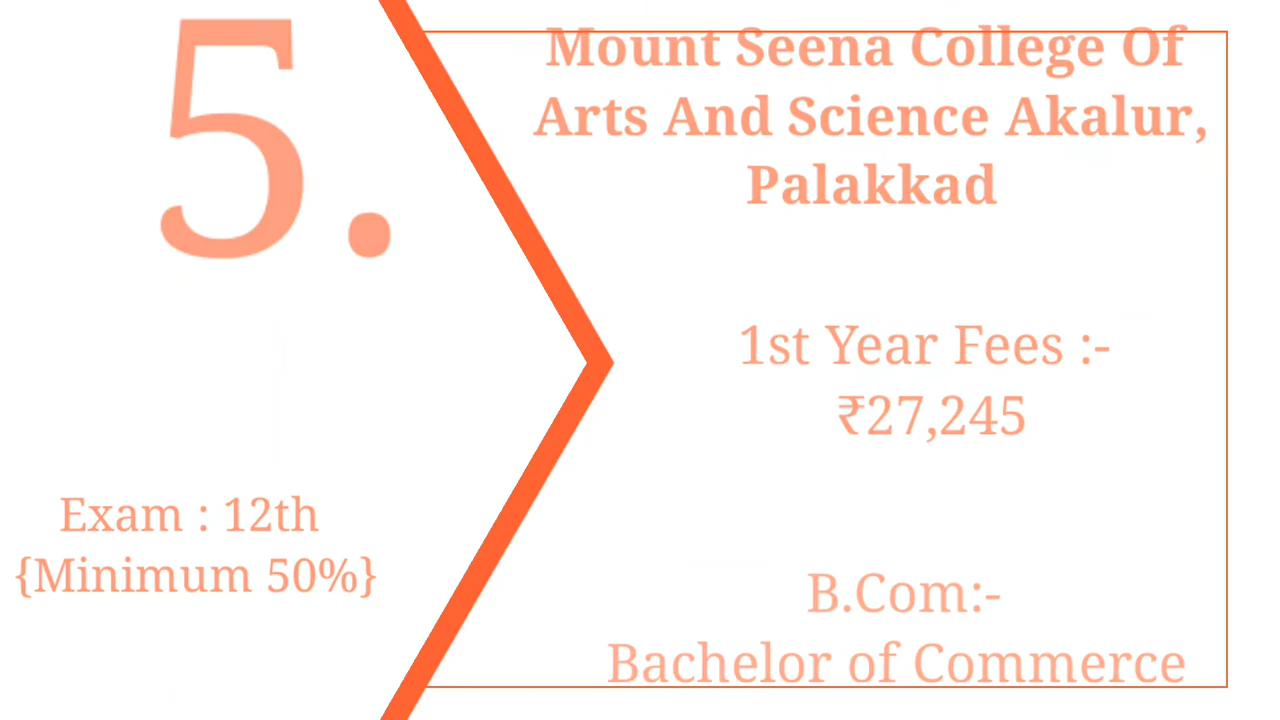 5.
Exam : 12th
{Minimum 50%}
Mount Seena College Of
Arts And Science Akalur,
Palakkad
1st Year Fees :-
₹27,245
B.Com:-
Bachelor of Commerce